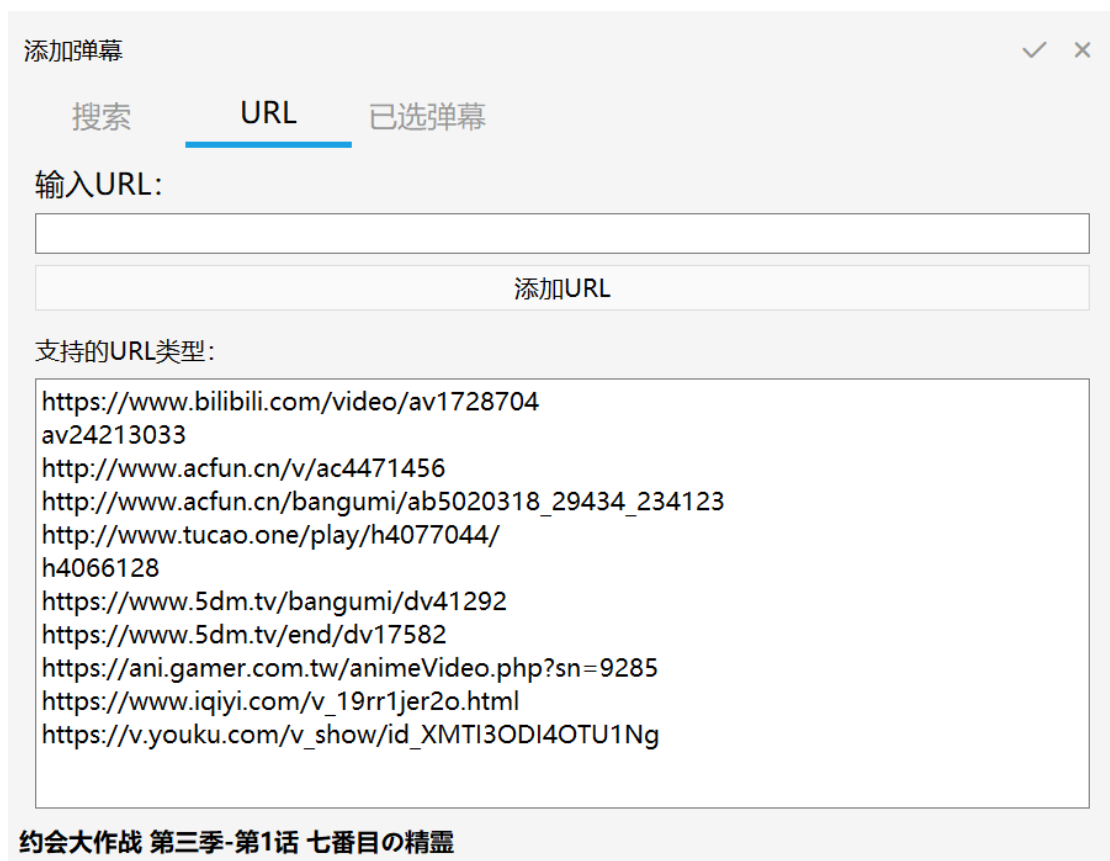 添加弹幕
搜索 URL 已选弹幕
输入URL：
添加URL
支持的URL类型：
https://www.bilibili.com/video/av1728704
av24213033
http://www.acfun.cn/v/ac4471456
http://www.acfun.cn/bangumi/ab5020318_29434_234123
http://www.tucao.one/play/h4077044/
h4066128
https://www.5dm.tv/bangumi/dv41292
https://www.5dm.tv/end/dv17582
https://ani.gamer.com.tw/animeVideo.php?sn=9285
https://www.iqiyi.com/v_19rr1jer2o.html
https://v.youku.com/v_show/id_XMTI3ODI4OTU1Ng
约会大作战 第三季-第1话 七番目の精靈